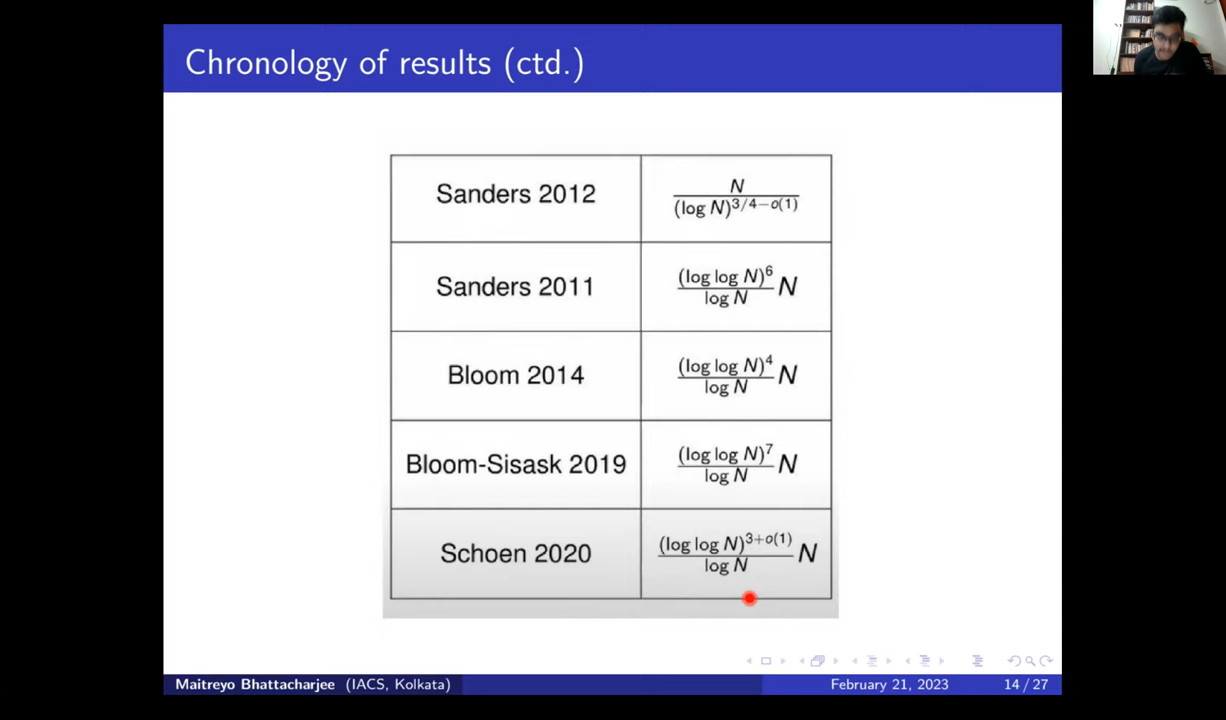 Chronology of results (ctd.)
Sanders 2012 N/(log N)^{3/4−o(1)}
Sanders 2011 (log log N)^6/log N N
Bloom 2014 (log log N)^4/log N N
Bloom-Sisask 2019 (log log N)^7/log N N
Schoen 2020 (log log N)^{3+o(1)}/log N N
Maitreyo Bhattacharjee (IACS, Kolkata) February 21, 2023 14 / 27